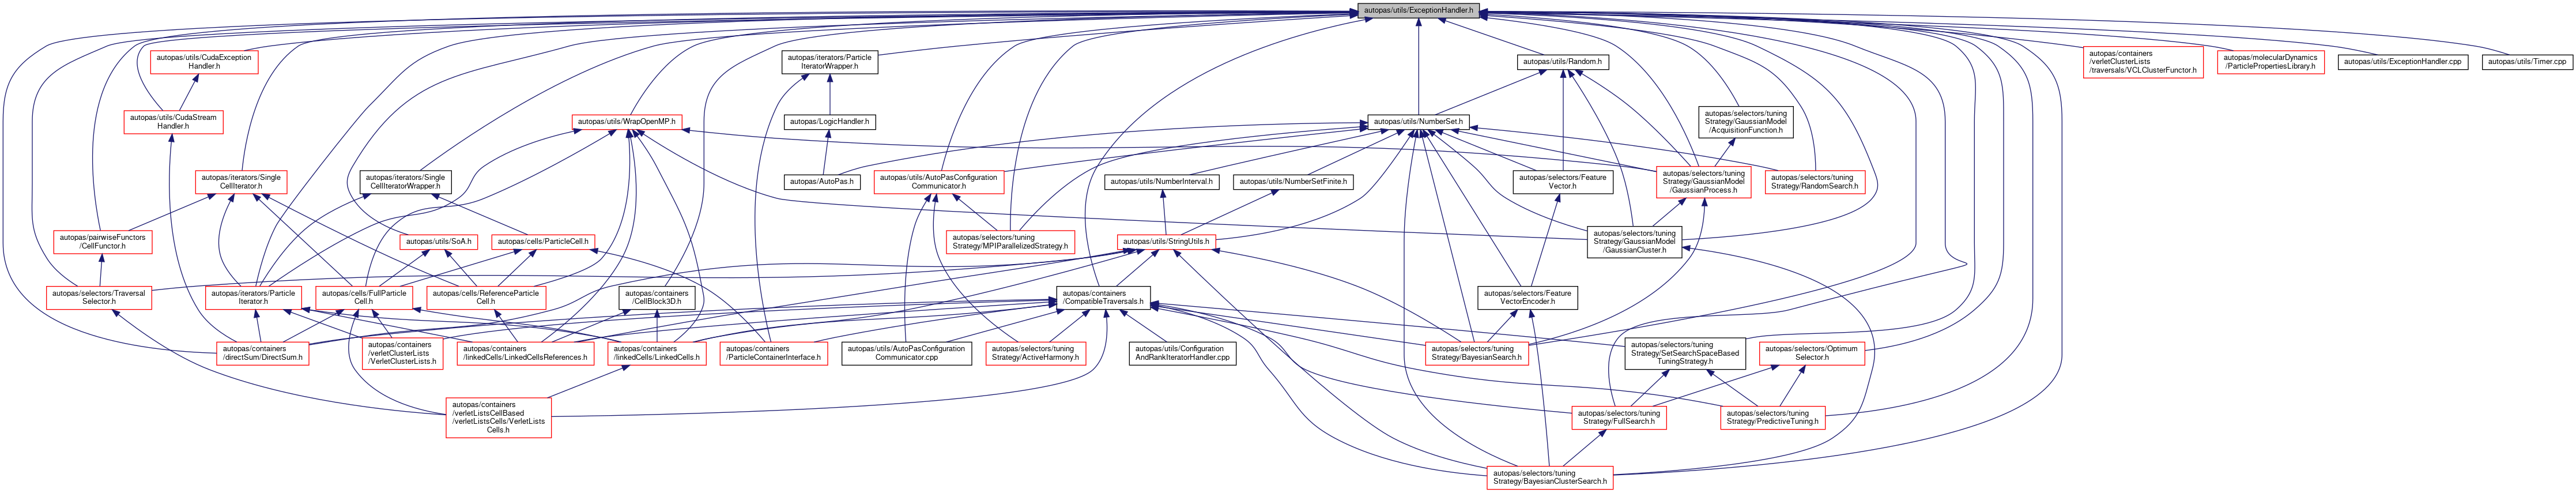 autopas/utils/ExceptionHandler.h
autopas/utils/CudaException
Handler.h
autopas/iterators/Particle
IteratorWrapper.h
autopas/utils/Random.h
autopas/containers
/verletClusterLists
/traversals/VCLClusterFunctor.h
autopas/molecularDynamics
/ParticlePropertiesLibrary.h
autopas/utils/ExceptionHandler.cpp
autopas/utils/Timer.cpp
autopas/utils/CudaStream
Handler.h
autopas/utils/WrapOpenMP.h
autopas/LogicHandler.h
autopas/utils/NumberSet.h
autopas/selectors/tuning
Strategy/GaussianModel
/AcquisitionFunction.h
autopas/iterators/Single
CellIterator.h
autopas/iterators/Single
CellIteratorWrapper.h
autopas/AutoPas.h
autopas/utils/AutoPasConfiguration
Communicator.h
autopas/utils/NumberInterval.h
autopas/utils/NumberSetFinite.h
autopas/selectors/Feature
Vector.h
autopas/selectors/tuning
Strategy/GaussianModel
/GaussianProcess.h
autopas/selectors/tuning
Strategy/RandomSearch.h
autopas/pairwiseFunctors
/CellFunctor.h
autopas/utils/SoA.h
autopas/cells/ParticleCell.h
autopas/selectors/tuning
Strategy/MPIParallelizedStrategy.h
autopas/utils/StringUtils.h
autopas/selectors/tuning
Strategy/GaussianModel
/GaussianCluster.h
autopas/selectors/Traversal
Selector.h
autopas/iterators/Particle
Iterator.h
autopas/cells/FullParticle
Cell.h
autopas/cells/ReferenceParticle
Cell.h
autopas/containers
/CellBlock3D.h
autopas/containers
/CompatibleTraversals.h
autopas/selectors/Feature
VectorEncoder.h
autopas/containers
/directSum/DirectSum.h
autopas/containers
/verletClusterLists
/VerletClusterLists.h
autopas/containers
/linkedCells/LinkedCellsReferences.h
autopas/containers
/linkedCells/LinkedCells.h
autopas/containers
/ParticleContainerInterface.h
autopas/utils/AutoPasConfiguration
Communicator.cpp
autopas/selectors/tuning
Strategy/ActiveHarmony.h
autopas/utils/Configuration
AndRankIteratorHandler.cpp
autopas/selectors/tuning
Strategy/BayesianSearch.h
autopas/selectors/tuning
Strategy/SetSearchSpaceBased
TuningStrategy.h
autopas/selectors/Optimum
Selector.h
autopas/containers
/verletListsCellBased
/verletListsCells/VerletLists
Cells.h
autopas/selectors/tuning
Strategy/FullSearch.h
autopas/selectors/tuning
Strategy/PredictiveTuning.h
autopas/selectors/tuning
Strategy/BayesianClusterSearch.h